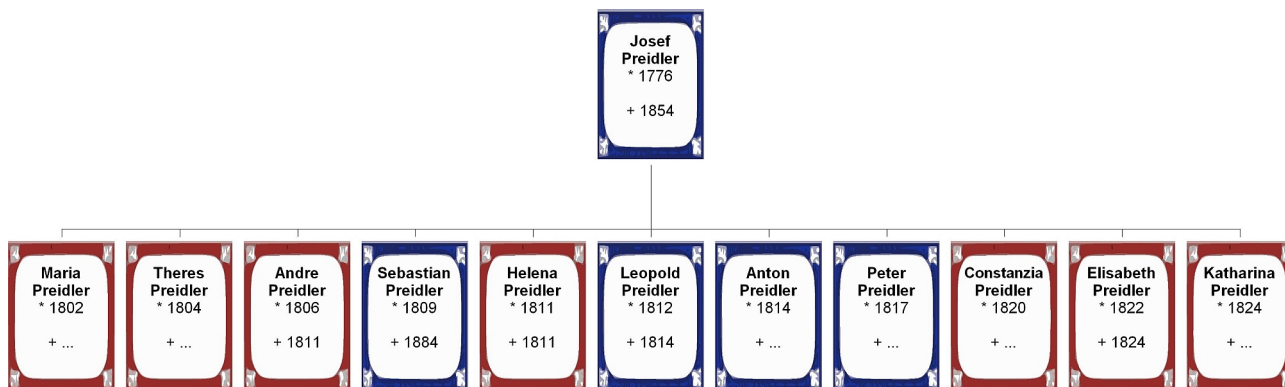 Josef
Preidler
* 1776
+ 1854
Maria
Preidler
* 1802
+ ...
Theres
Preidler
* 1804
+ ...
Andre
Preidler
* 1806
+ 1811
Sebastian
Preidler
* 1809
+ 1884
Helena
Preidler
* 1811
+ 1811
Leopold
Preidler
* 1812
+ 1814
Anton
Preidler
* 1814
+ ...
Peter
Preidler
* 1817
+ ...
Constanzia
Preidler
* 1820
+ ...
Elisabeth
Preidler
* 1822
+ 1824
Katharina
Preidler
* 1824
+ ...